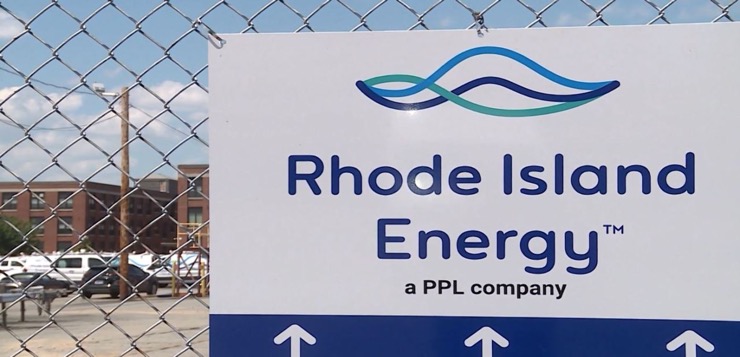 Rhode Island
Energy™
a PPL company